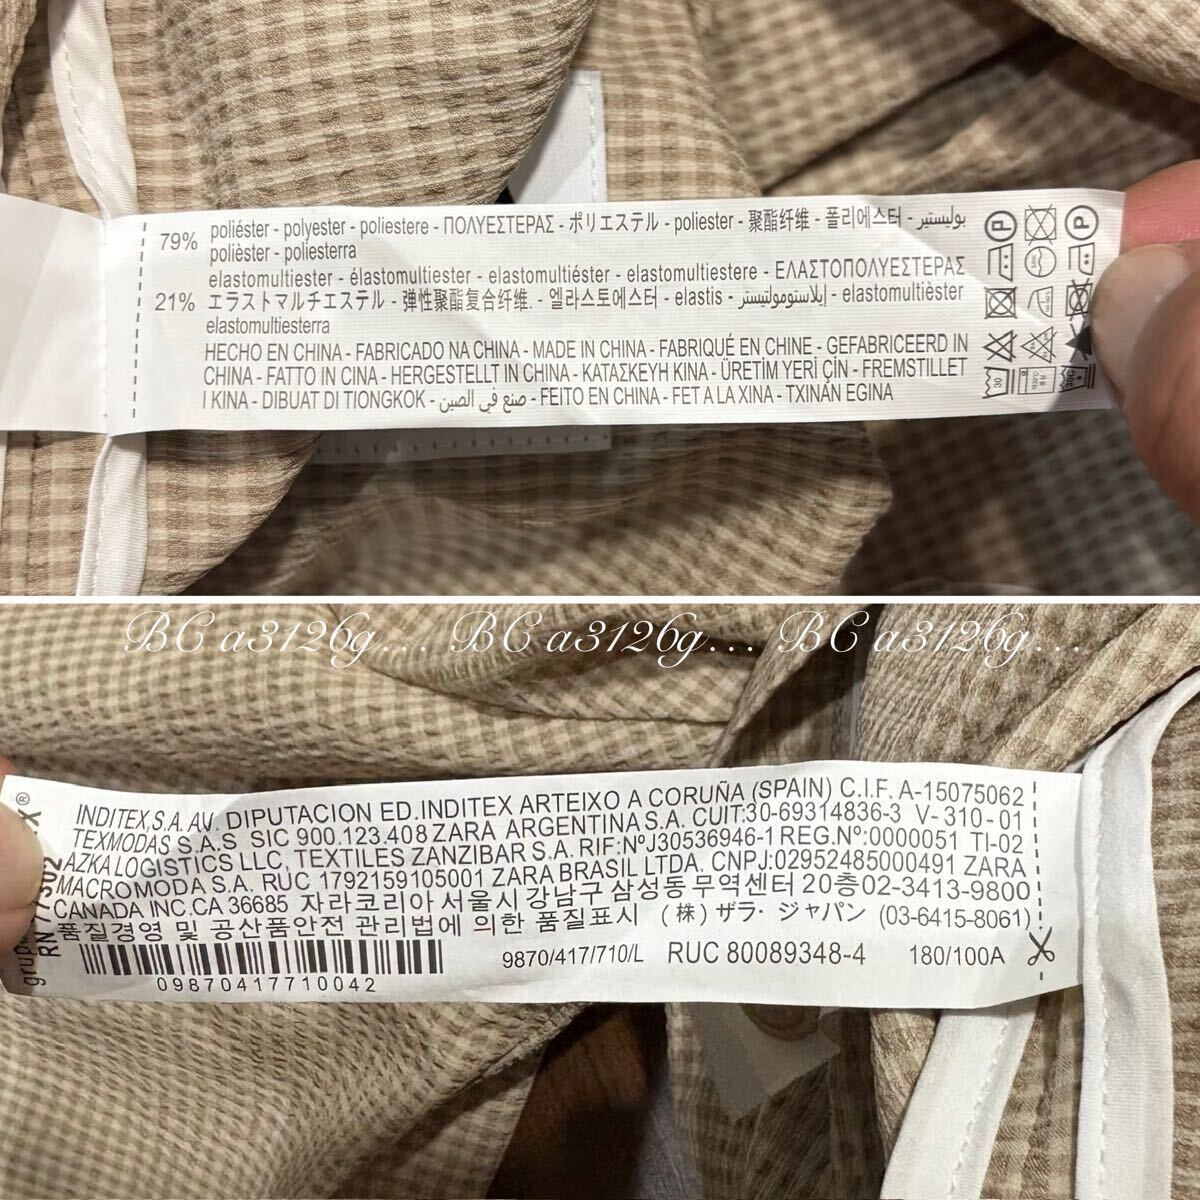 79% poliéster - polyester - poliestere - ΠΟΛΥΕΣΤΕΡΑΣ - ポリエステル - poliester - 聚酯纤维 - 폴리에스터 - بوليستير
polièster - poliesterra
elastomultiester - élastomultiester - elastomultiéster - elastomultiestere - ΕΛΑΣΤΟΠΟΛΥΕΣΤΕΡΑΣ
21% エラストマルチエステル - 弹性聚酯复合纤维. - 엘라스토에스터 - elastis - إيلاستومولتيستر - elastomultièster
elastomultiesterra
HECHO EN CHINA - FABRICADO NA CHINA - MADE IN CHINA - FABRIQUÉ EN CHINE - GEFABRICEERD IN
CHINA - FATTO IN CINA - HERGESTELLT IN CHINA - ΚΑΤΑΣΚΕΥΗ ΚΙΝΑ - ÜRETİM YERİ ÇİN - FREMSTILLET
I KINA - DIBUAT DI TIONGKOK - صنع في الصين - FEITO EN CHINA - FET A LA XINA - TXINAN EGINA
P
P
30
BC a3126g... BC a3126g... BC a3126g...
INDITEX,S.A. AV. DIPUTACION ED.INDITEX ARTEIXO A CORUÑA (SPAIN) C.I.F. A-15075062
TEXMODAS S.A.S SIC 900.123.408 ZARA ARGENTINA S.A. CUIT:30-69314836-3 V-310-01
AZKA LOGISTICS LLC, TEXTILES ZANZIBAR S.A. RIF:NºJ30536946-1 REG.Nº:0000051 TI-02
MACROMODA S.A. RUC 1792159105001 ZARA BRASIL LTDA. CNPJ:02952485000491 ZARA
CANADA INC.CA 36685 자라코리아 서울시 강남구 삼성동 무역센터 20층02-3413-9800
품질경영 및 공산품안전 관리법에 의한 품질표시 (株) ザラ・ジャパン (03-6415-8061)
9870/417/710/L RUC 80089348-4 180/100A
09870417710042
RN 77302